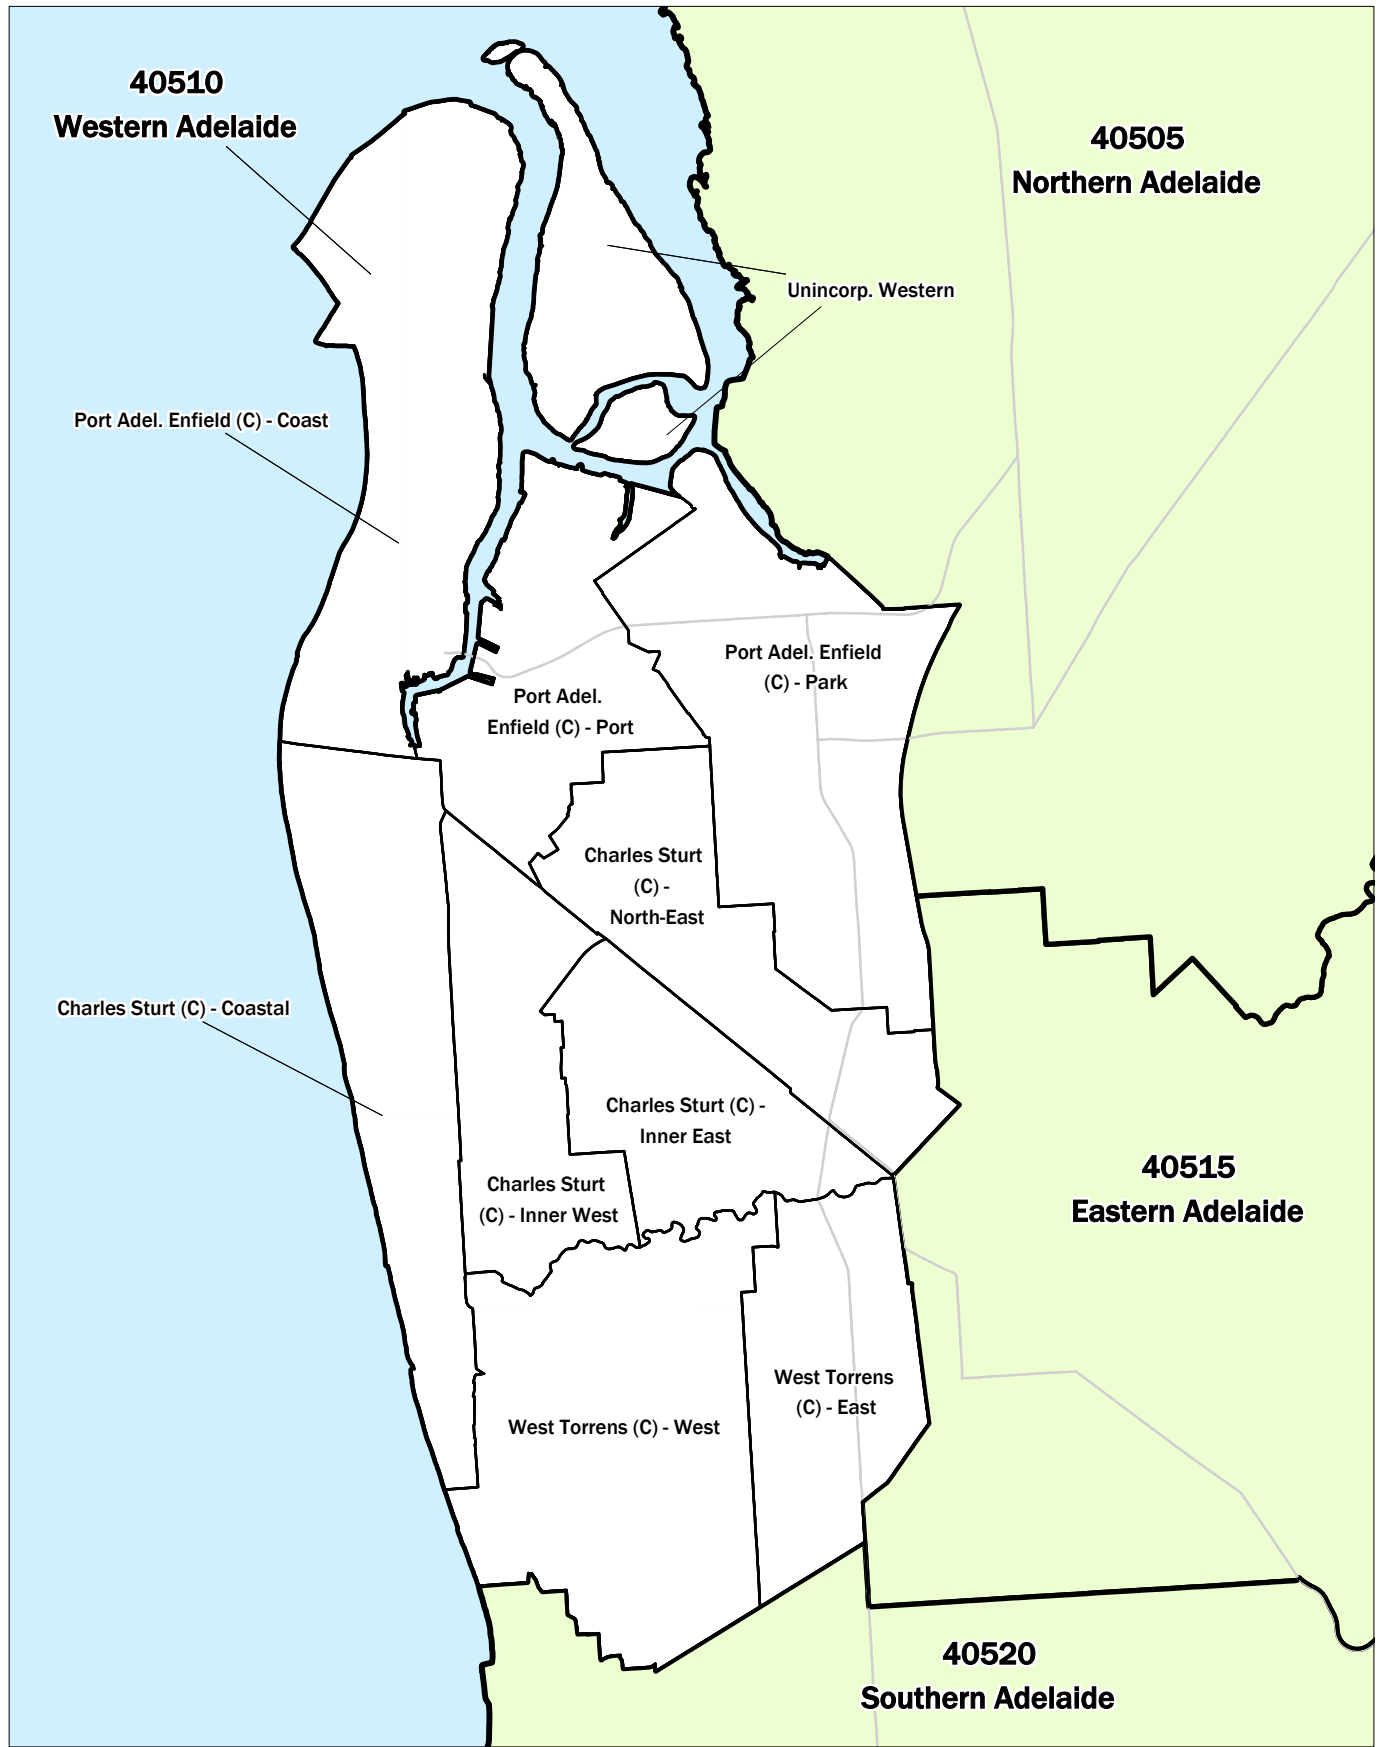 40510
Western Adelaide
40505
Northern Adelaide
Unincorp. Western
Port Adel. Enfield (C) - Coast
Port Adel. Enfield
(C) - Park
Port Adel.
Enfield (C) - Port
Charles Sturt
(C) -
North-East
Charles Sturt (C) - Coastal
Charles Sturt (C) -
Inner East
40515
Eastern Adelaide
Charles Sturt
(C) - Inner West
West Torrens
(C) - East
West Torrens (C) - West
40520
Southern Adelaide